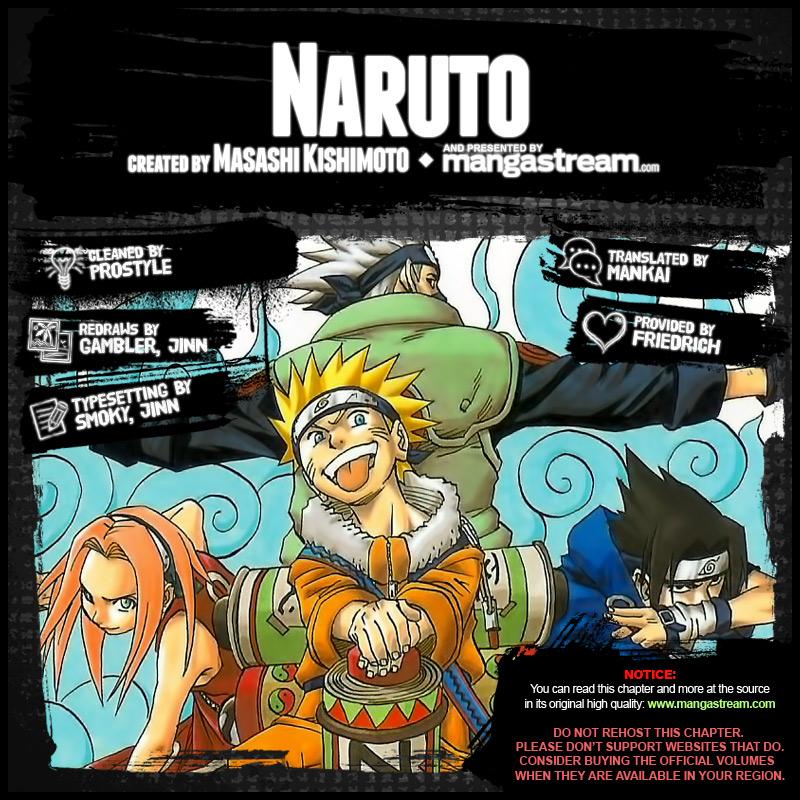 NARUTO
CREATED BY MASASHI KISHIMOTO ◆ AND PRESENTED BY mangastream.com
CLEANED BY
PROSTYLE
REDRAWS BY
GAMBLER, JINN
TYPESETTING BY
SMOKY, JINN
TRANSLATED BY
MANKAI
PROVIDED BY
FRIEDRICH
NOTICE:
You can read this chapter and more at the source
in its original high quality: www.mangastream.com
DO NOT REHOST THIS CHAPTER.
PLEASE DON'T SUPPORT WEBSITES THAT DO.
CONSIDER BUYING THE OFFICIAL VOLUMES
WHEN THEY ARE AVAILABLE IN YOUR REGION.